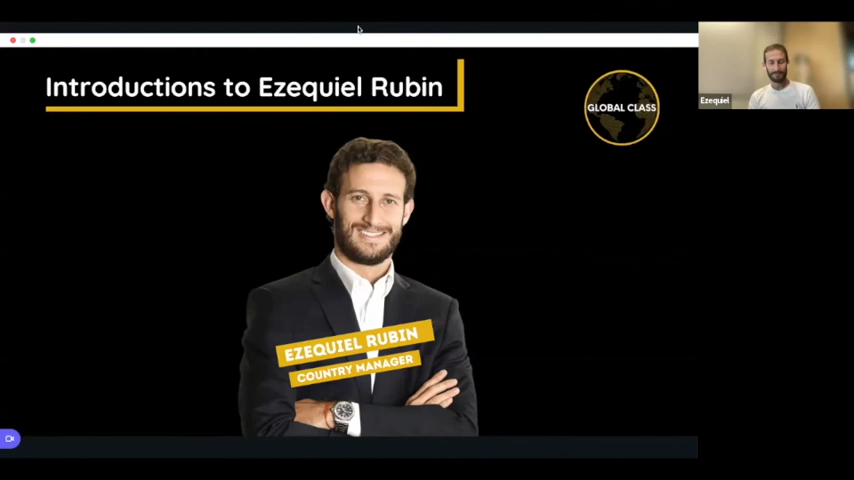 Introductions to Ezequiel Rubin
GLOBAL CLASS
Ezequiel
EZEQUIEL RUBIN
COUNTRY MANAGER